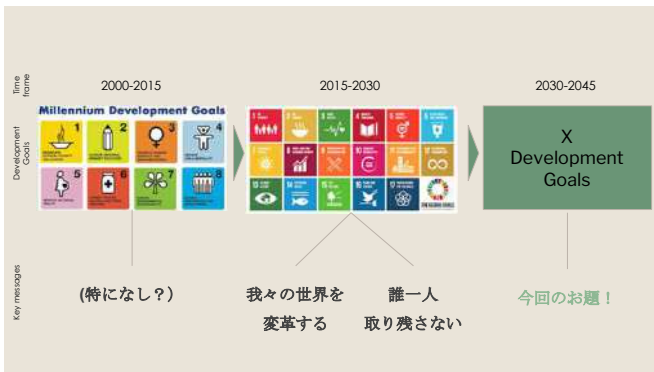 Time
frame
2000-2015
2015-2030
2030-2045
Development
Goals
Millennium Development Goals
1
2
3
4
5
6
7
8
X
Development
Goals
Key messages
(特になし？)
我々の世界を
変革する
誰一人
取り残さない
今回のお題！